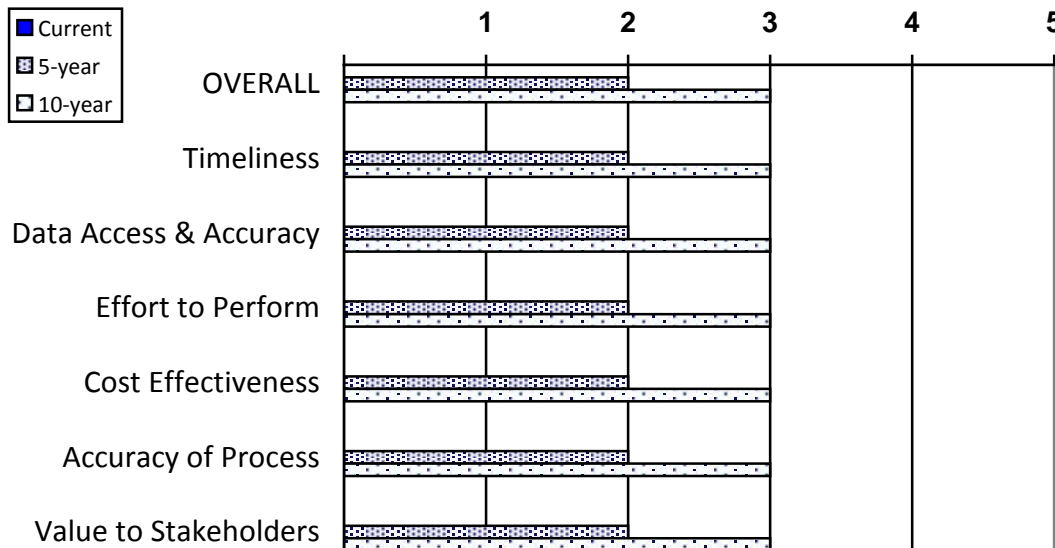 Current
5-year
10-year
1 2 3 4 5
OVERALL
Timeliness
Data Access & Accuracy
Effort to Perform
Cost Effectiveness
Accuracy of Process
Value to Stakeholders